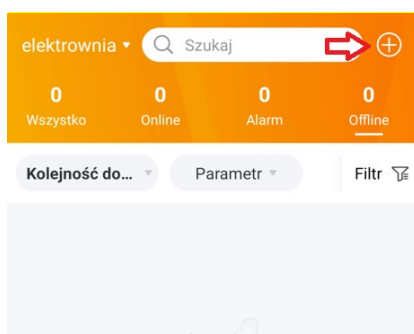 elektrownia Szukaj
0 0 0 0
Wszystko Online Alarm Offline
Kolejność do... Parametr Filtr